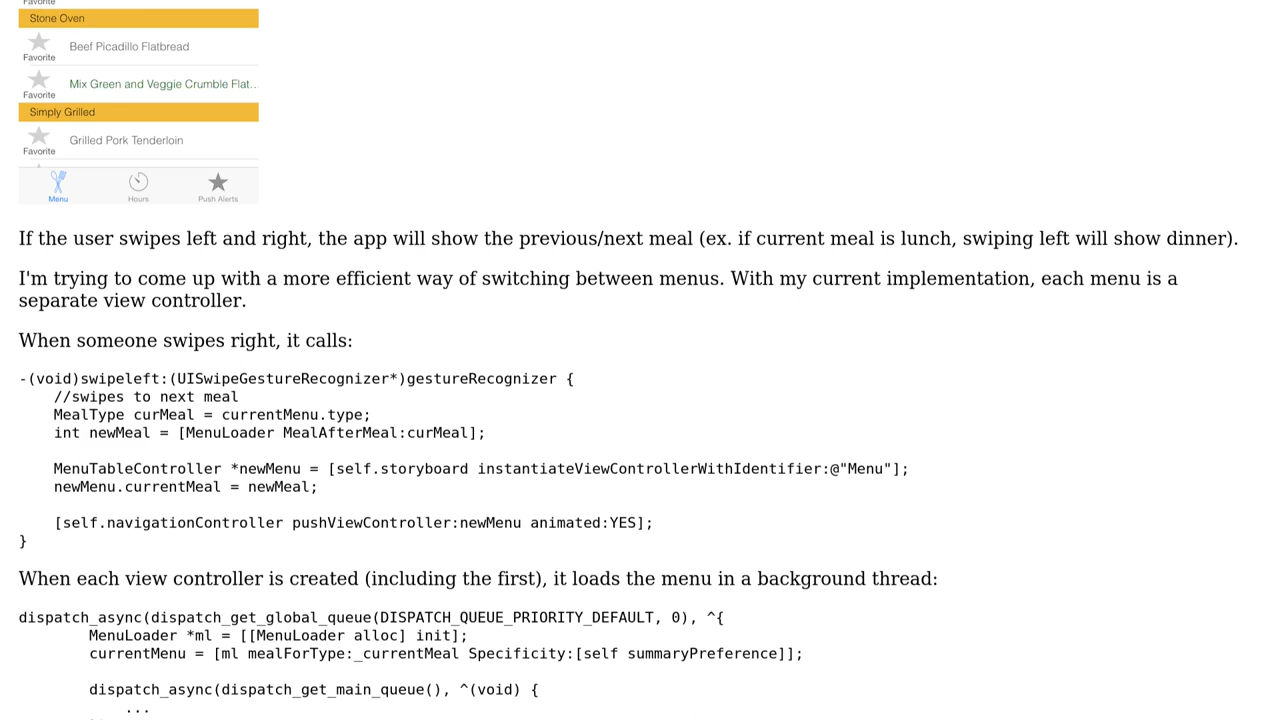 Favorite
Stone Oven
Beef Picadillo Flatbread
Favorite
Mix Green and Veggie Crumble Flat...
Favorite
Simply Grilled
Grilled Pork Tenderloin
Favorite
Menu Hours Push Alerts
If the user swipes left and right, the app will show the previous/next meal (ex. if current meal is lunch, swiping left will show dinner).
I'm trying to come up with a more efficient way of switching between menus. With my current implementation, each menu is a
separate view controller.
When someone swipes right, it calls:
-(void)swipeleft:(UISwipeGestureRecognizer*)gestureRecognizer {
    //swipes to next meal
    MealType curMeal = currentMenu.type;
    int newMeal = [MenuLoader MealAfterMeal:curMeal];
    MenuTableController *newMenu = [self.storyboard instantiateViewControllerWithIdentifier:@"Menu"];
    newMenu.currentMeal = newMeal;
    [self.navigationController pushViewController:newMenu animated:YES];
}
When each view controller is created (including the first), it loads the menu in a background thread:
dispatch_async(dispatch_get_global_queue(DISPATCH_QUEUE_PRIORITY_DEFAULT, 0), ^{
        MenuLoader *ml = [[MenuLoader alloc] init];
        currentMenu = [ml mealForType:_currentMeal Specificity:[self summaryPreference]];
        dispatch_async(dispatch_get_main_queue(), ^(void) {
            ...